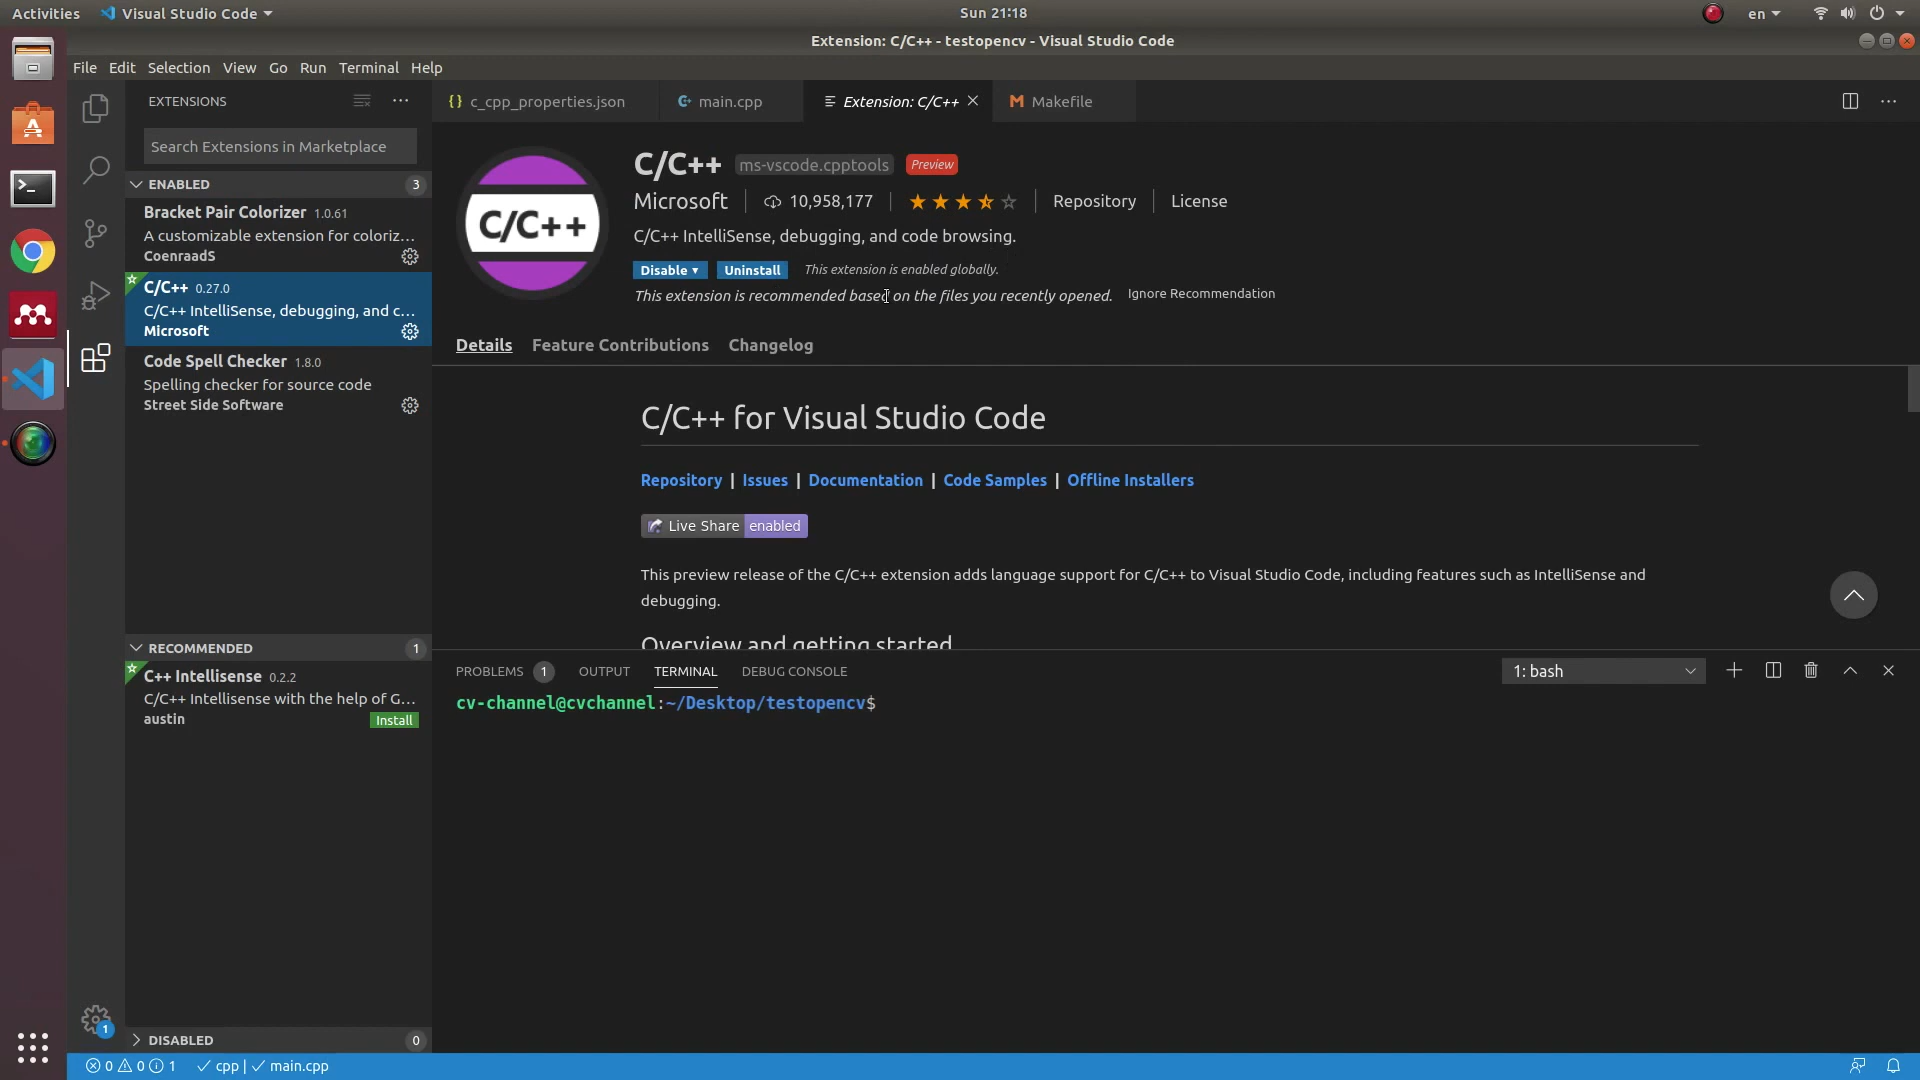 Activities
Visual Studio Code
Sun 21:18
en
Extension: C/C++ - testopencv - Visual Studio Code
File Edit Selection View Go Run Terminal Help
EXTENSIONS
Search Extensions in Marketplace
ENABLED 3
Bracket Pair Colorizer 1.0.61
A customizable extension for coloriz...
CoenraadS
C/C++ 0.27.0
C/C++ IntelliSense, debugging, and c...
Microsoft
Code Spell Checker 1.8.0
Spelling checker for source code
Street Side Software
RECOMMENDED 1
C++ Intellisense 0.2.2
C/C++ Intellisense with the help of G...
austin Install
DISABLED 0
{} c_cpp_properties.json
main.cpp
Extension: C/C++
M Makefile
C/C++
C/C++ ms-vscode.cpptools Preview
Microsoft 10,958,177 Repository License
C/C++ IntelliSense, debugging, and code browsing.
Disable Uninstall This extension is enabled globally.
This extension is recommended based on the files you recently opened. Ignore Recommendation
Details Feature Contributions Changelog
C/C++ for Visual Studio Code
Repository | Issues | Documentation | Code Samples | Offline Installers
Live Share enabled
This preview release of the C/C++ extension adds language support for C/C++ to Visual Studio Code, including features such as IntelliSense and
debugging.
Overview and getting started
PROBLEMS 1 OUTPUT TERMINAL DEBUG CONSOLE
1: bash
cv-channel@cvchannel:~/Desktop/testopencv$
1
0 0 1 cpp | main.cpp